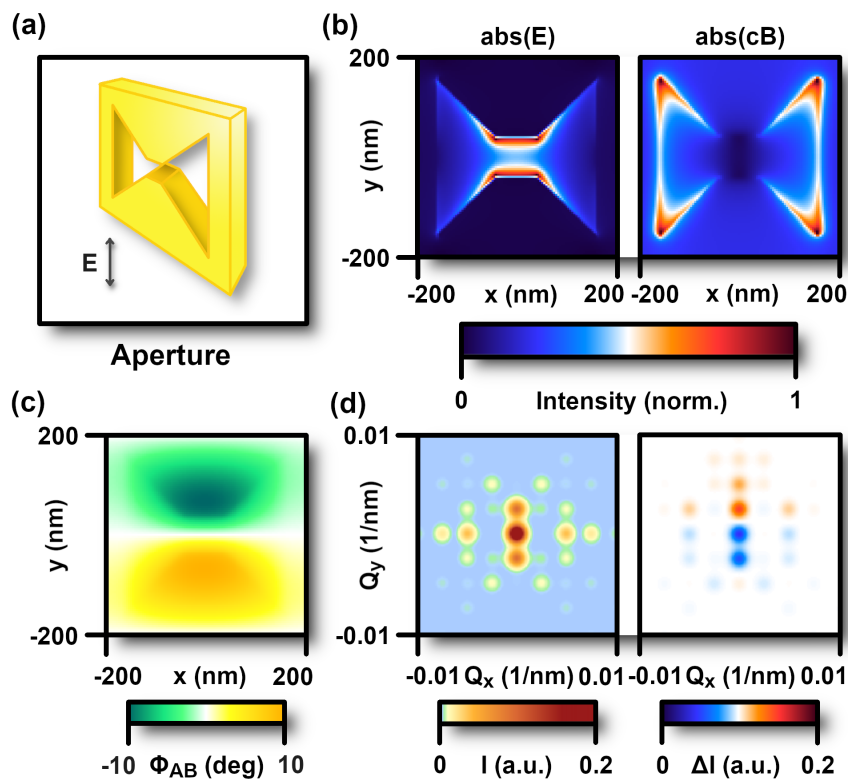 (a)
E
Aperture
(b)
abs(E)
abs(cB)
200
y (nm)
-200
-200 x (nm) 200
-200 x (nm) 200
0 Intensity (norm.) 1
(c)
200
y (nm)
-200
-200 x (nm) 200
-10 Φ_AB (deg) 10
(d)
0.01
Q_y (1/nm)
-0.01
-0.01 Q_x (1/nm) 0.01
-0.01 Q_x (1/nm) 0.01
0 I (a.u.) 0.2
0 ΔI (a.u.) 0.2